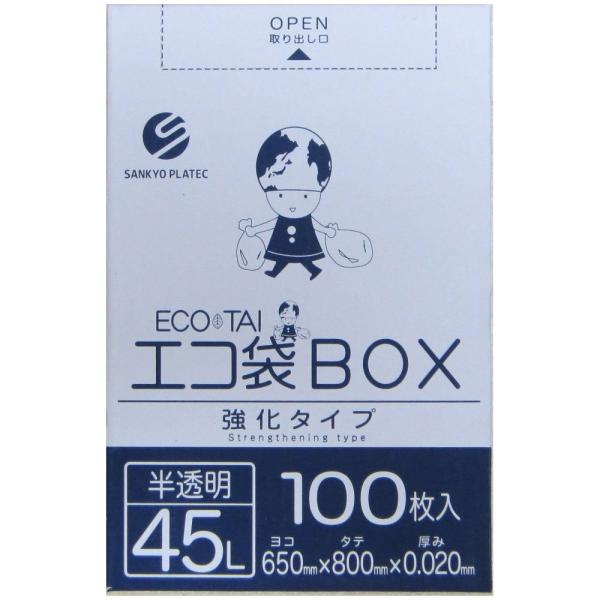 OPEN
取り出し口
SANKYO PLATEC
ECO TAI
エコ袋BOX
強化タイプ
Strengthening type
半透明
45L
100枚入
ヨコ タテ 厚み
650mm×800mm×0.020mm